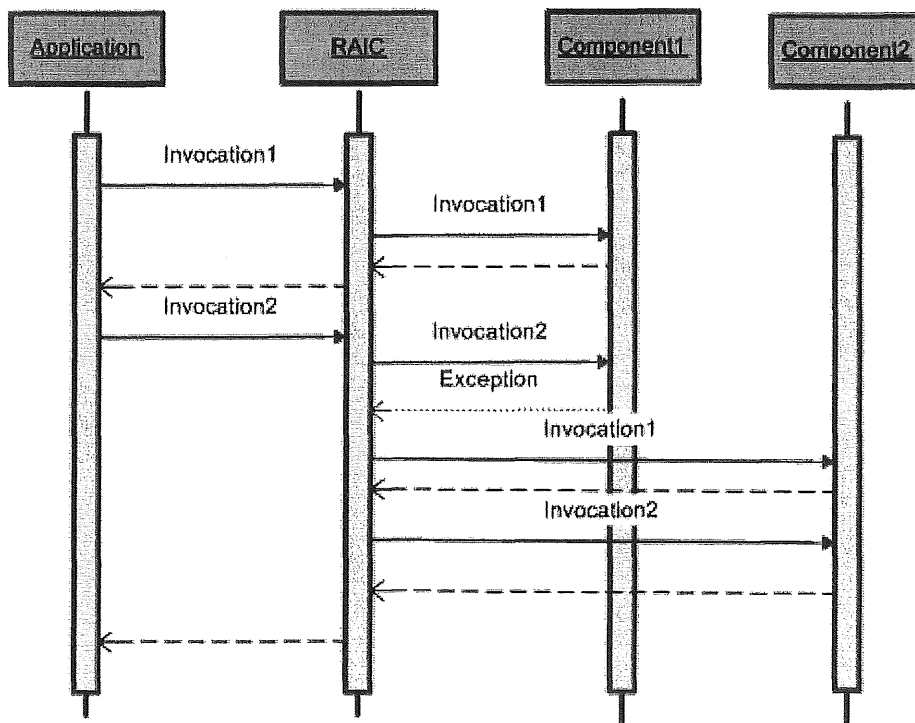 Application
RAIC
Component1
Component2
Invocation1
Invocation1
Invocation2
Invocation2
Exception
Invocation1
Invocation2